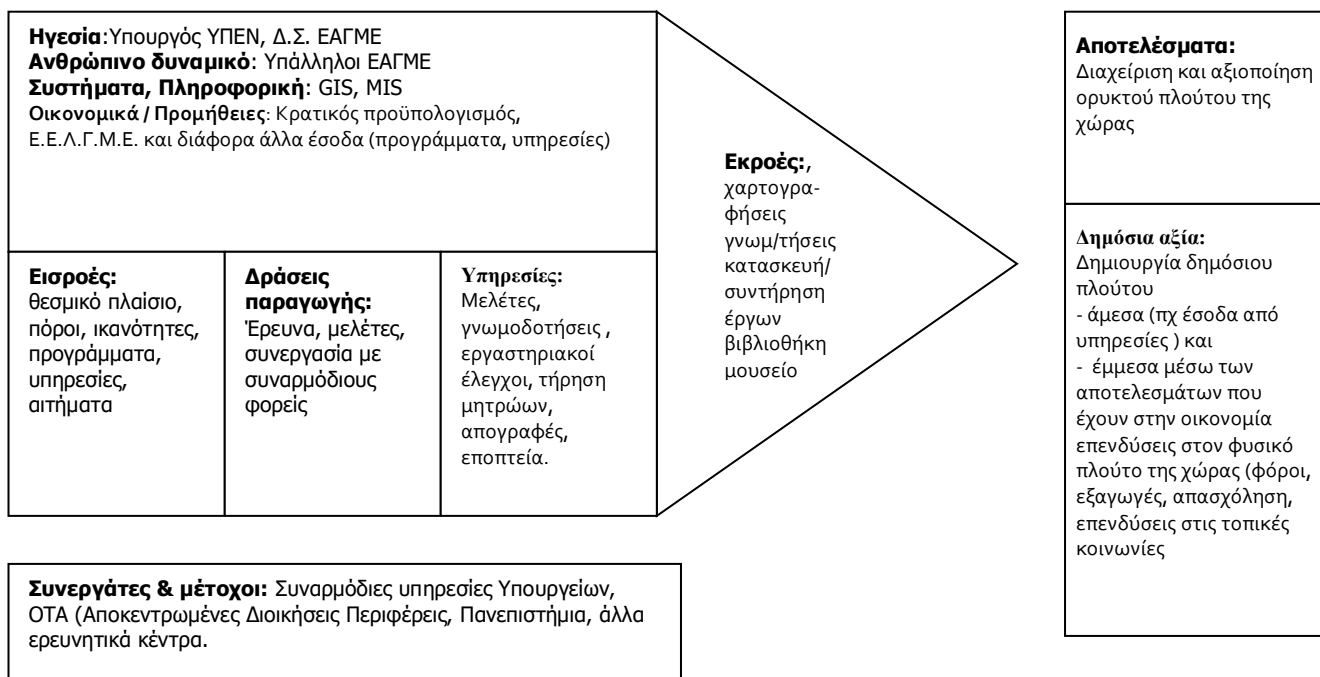 Ηγεσία:Υπουργός ΥΠΕΝ, Δ.Σ. ΕΑΓΜΕ
Ανθρώπινο δυναμικό: Υπάλληλοι ΕΑΓΜΕ
Συστήματα, Πληροφορική: GIS, MIS
Οικονομικά / Προμήθειες: Κρατικός προϋπολογισμός,
Ε.Ε.Λ.Γ.Μ.Ε. και διάφορα άλλα έσοδα (προγράμματα, υπηρεσίες)
Εισροές:
θεσμικό πλαίσιο,
πόροι, ικανότητες,
προγράμματα,
υπηρεσίες,
αιτήματα
Δράσεις
παραγωγής:
Έρευνα, μελέτες,
συνεργασία με
συναρμόδιους
φορείς
Υπηρεσίες:
Μελέτες,
γνωμοδοτήσεις ,
εργαστηριακοί
έλεγχοι, τήρηση
μητρώων,
απογραφές,
εποπτεία.
Εκροές:,
χαρτογρα-
φήσεις
γνωμ/τήσεις
κατασκευή/
συντήρηση
έργων
βιβλιοθήκη
μουσείο
Αποτελέσματα:
Διαχείριση και αξιοποίηση
ορυκτού πλούτου της
χώρας
Δημόσια αξία:
Δημιουργία δημόσιου
πλούτου
- άμεσα (πχ έσοδα από
υπηρεσίες ) και
- έμμεσα μέσω των
αποτελεσμάτων που
έχουν στην οικονομία
επενδύσεις στον φυσικό
πλούτο της χώρας (φόροι,
εξαγωγές, απασχόληση,
επενδύσεις στις τοπικές
κοινωνίες
Συνεργάτες & μέτοχοι: Συναρμόδιες υπηρεσίες Υπουργείων,
ΟΤΑ (Αποκεντρωμένες Διοικήσεις Περιφέρεις, Πανεπιστήμια, άλλα
ερευνητικά κέντρα.